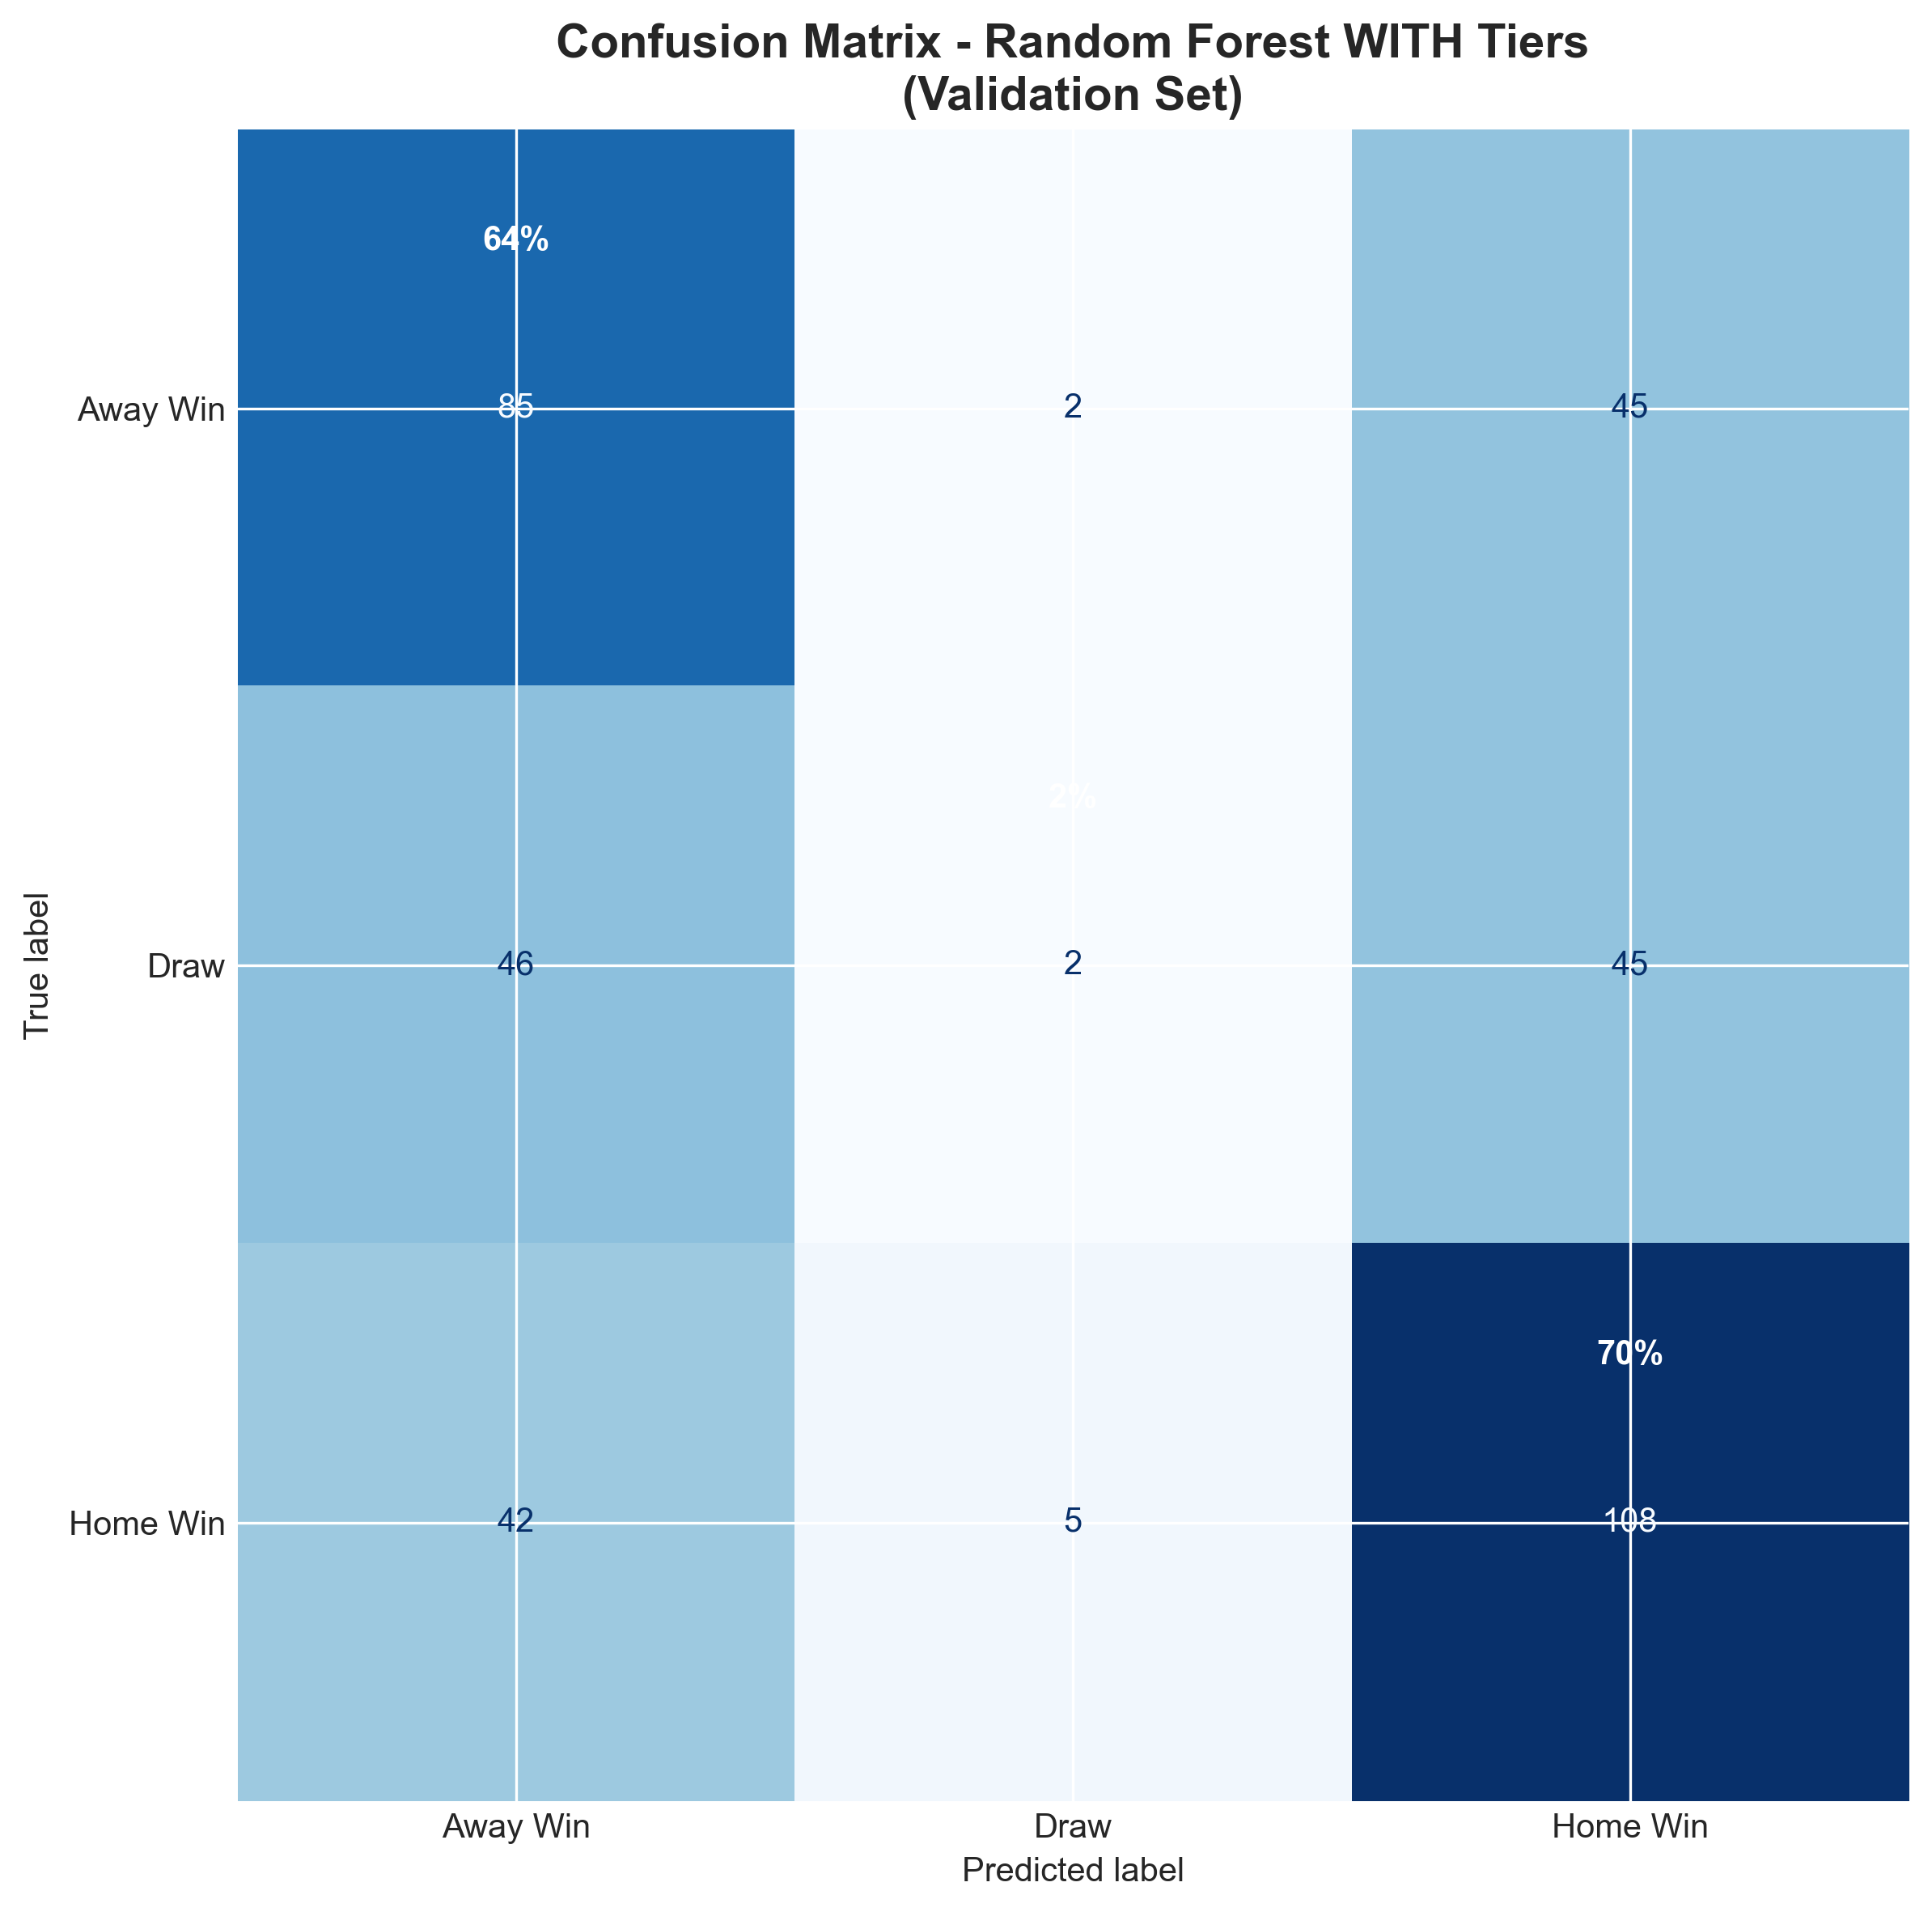 Confusion Matrix - Random Forest WITH Tiers
(Validation Set)
64%
Away Win
85
2
45
2%
True label
Draw
46
2
45
70%
Home Win
42
5
108
Away Win
Draw
Home Win
Predicted label